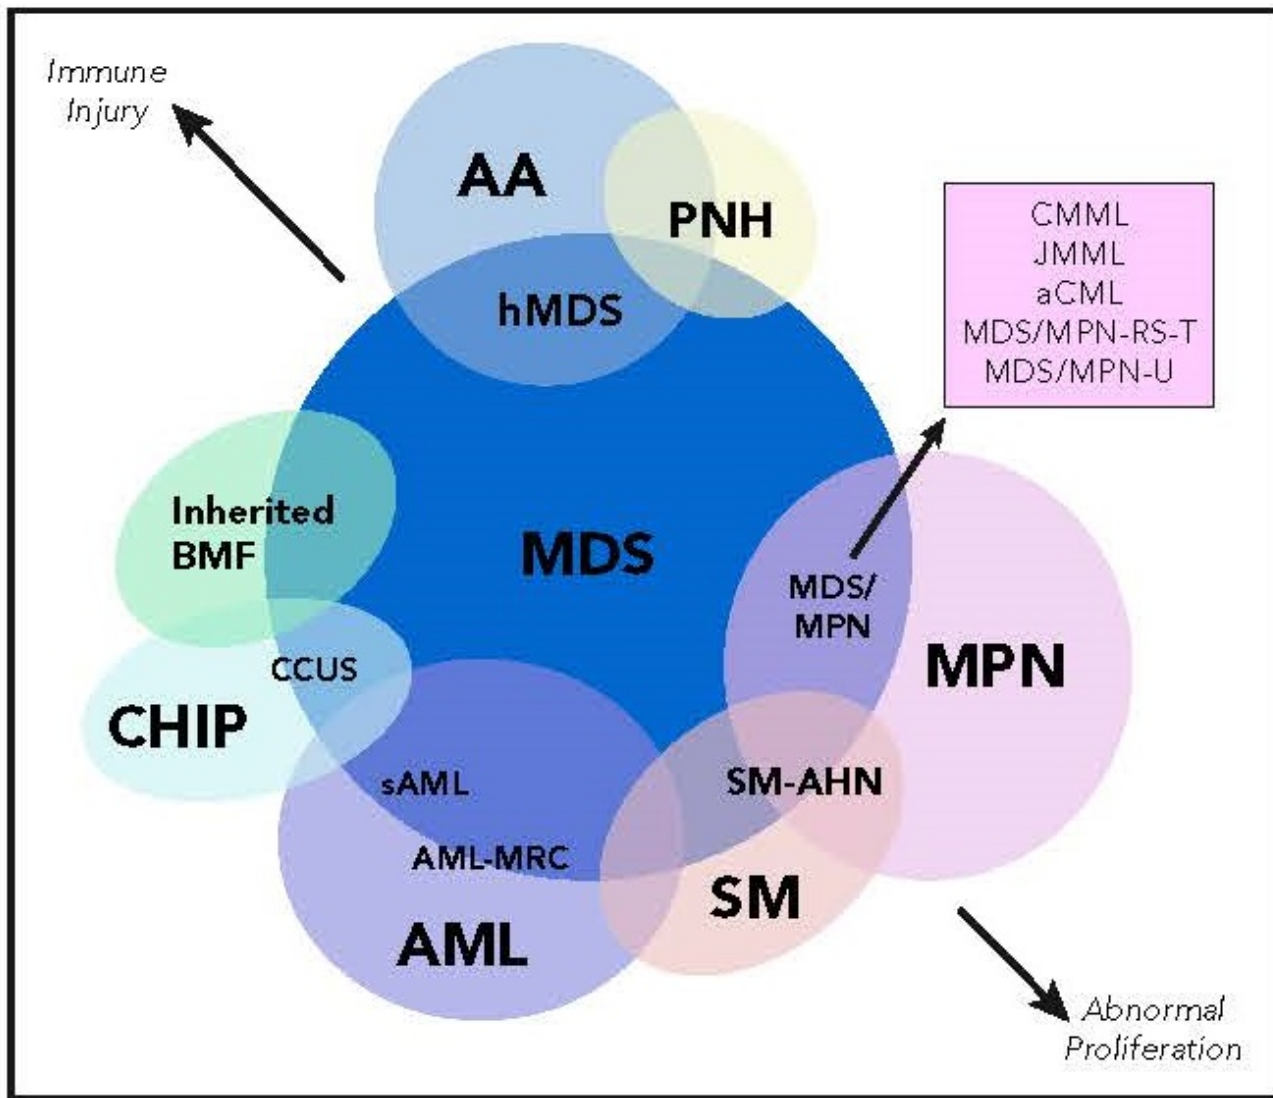 Immune
Injury
AA
PNH
hMDS
CMML
JMML
aCML
MDS/MPN-RS-T
MDS/MPN-U
Inherited
BMF
MDS
MDS/
MPN
MPN
CCUS
CHIP
sAML
SM-AHN
AML-MRC
SM
AML
Abnormal
Proliferation